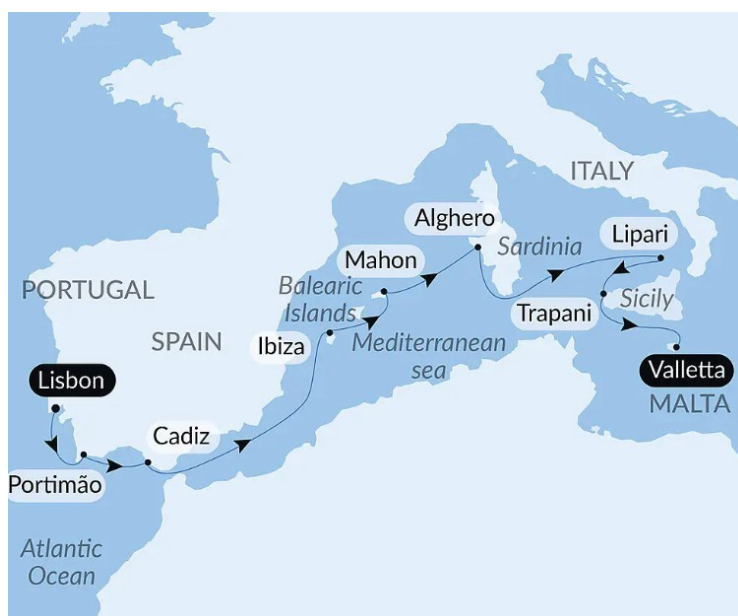 ITALY
Alghero
Sardinia
Lipari
Mahon
PORTUGAL
Balearic
Islands
Sicily
Trapani
SPAIN
Ibiza
Mediterranean
sea
Lisbon
Valletta
MALTA
Cadiz
Portimão
Atlantic
Ocean